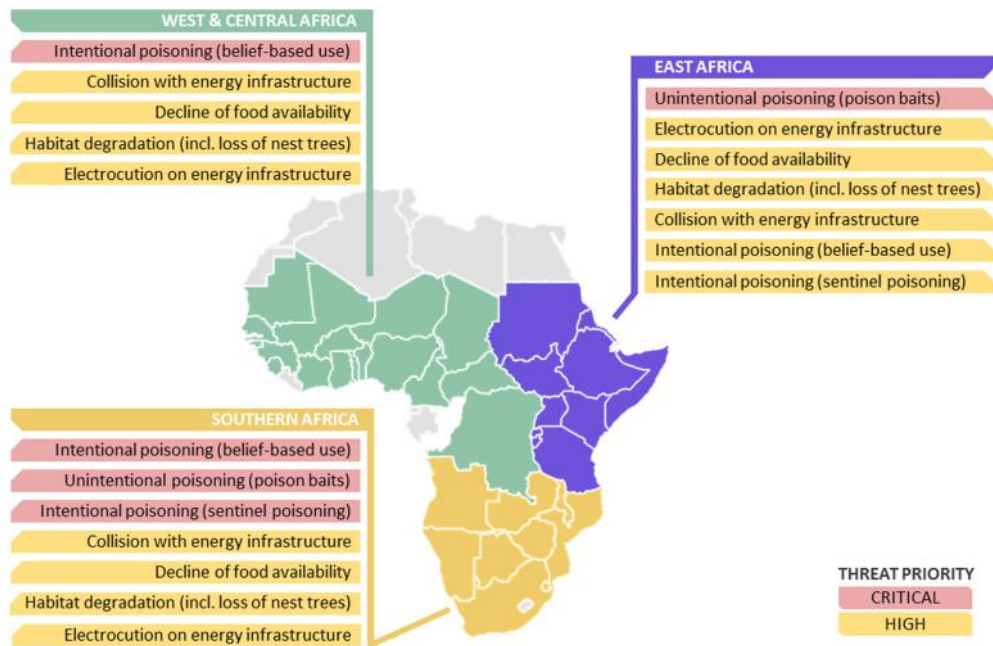 WEST & CENTRAL AFRICA
Intentional poisoning (belief-based use)
Collision with energy infrastructure
Decline of food availability
Habitat degradation (incl. loss of nest trees)
Electrocution on energy infrastructure
EAST AFRICA
Unintentional poisoning (poison baits)
Electrocution on energy infrastructure
Decline of food availability
Habitat degradation (incl. loss of nest trees)
Collision with energy infrastructure
Intentional poisoning (belief-based use)
Intentional poisoning (sentinel poisoning)
SOUTHERN AFRICA
Intentional poisoning (belief-based use)
Unintentional poisoning (poison baits)
Intentional poisoning (sentinel poisoning)
Collision with energy infrastructure
Decline of food availability
Habitat degradation (incl. loss of nest trees)
Electrocution on energy infrastructure
THREAT PRIORITY
CRITICAL
HIGH